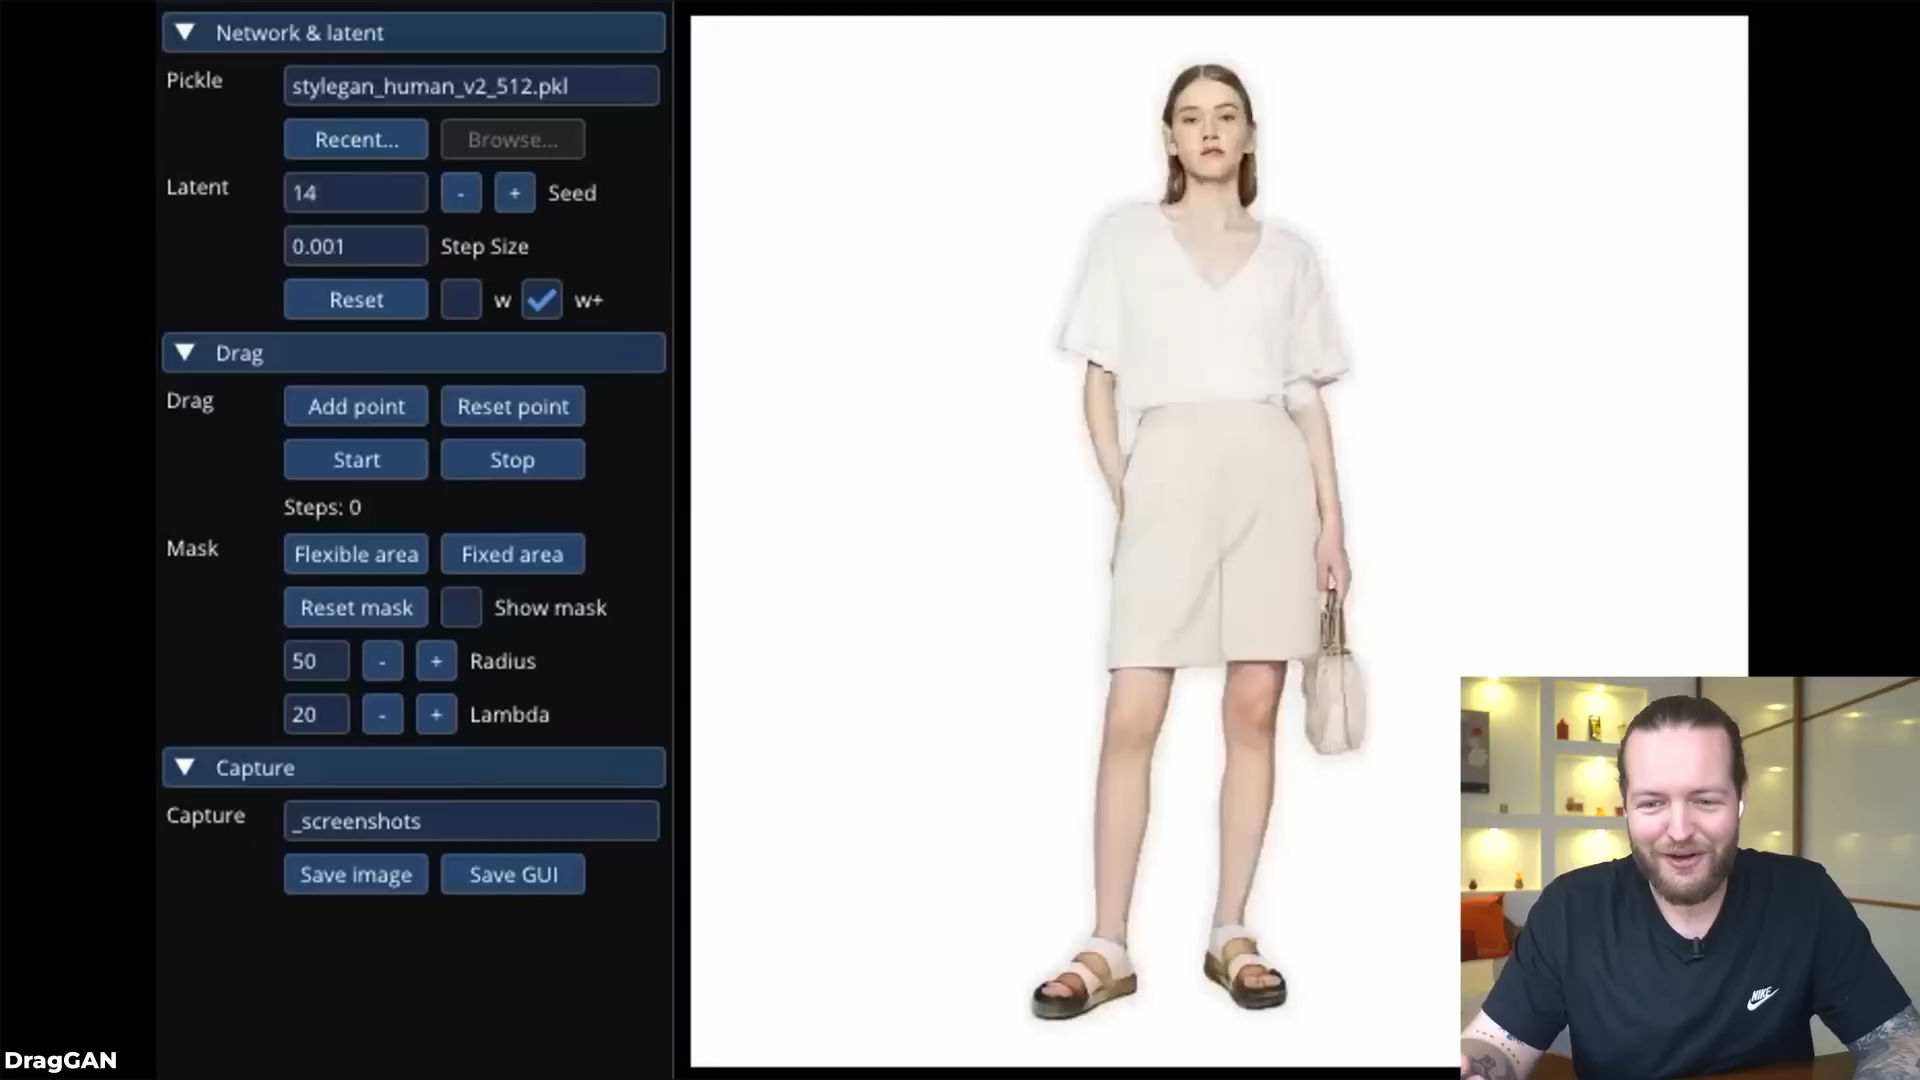 Network & latent
Pickle
stylegan_human_v2_512.pkl
Recent...
Browse...
Latent
14
-
+
Seed
0.001
Step Size
Reset
w
w+
Drag
Drag
Add point
Reset point
Start
Stop
Steps: 0
Mask
Flexible area
Fixed area
Reset mask
Show mask
50
-
+
Radius
20
-
+
Lambda
Capture
Capture
_screenshots
Save image
Save GUI
NIKE
DragGAN